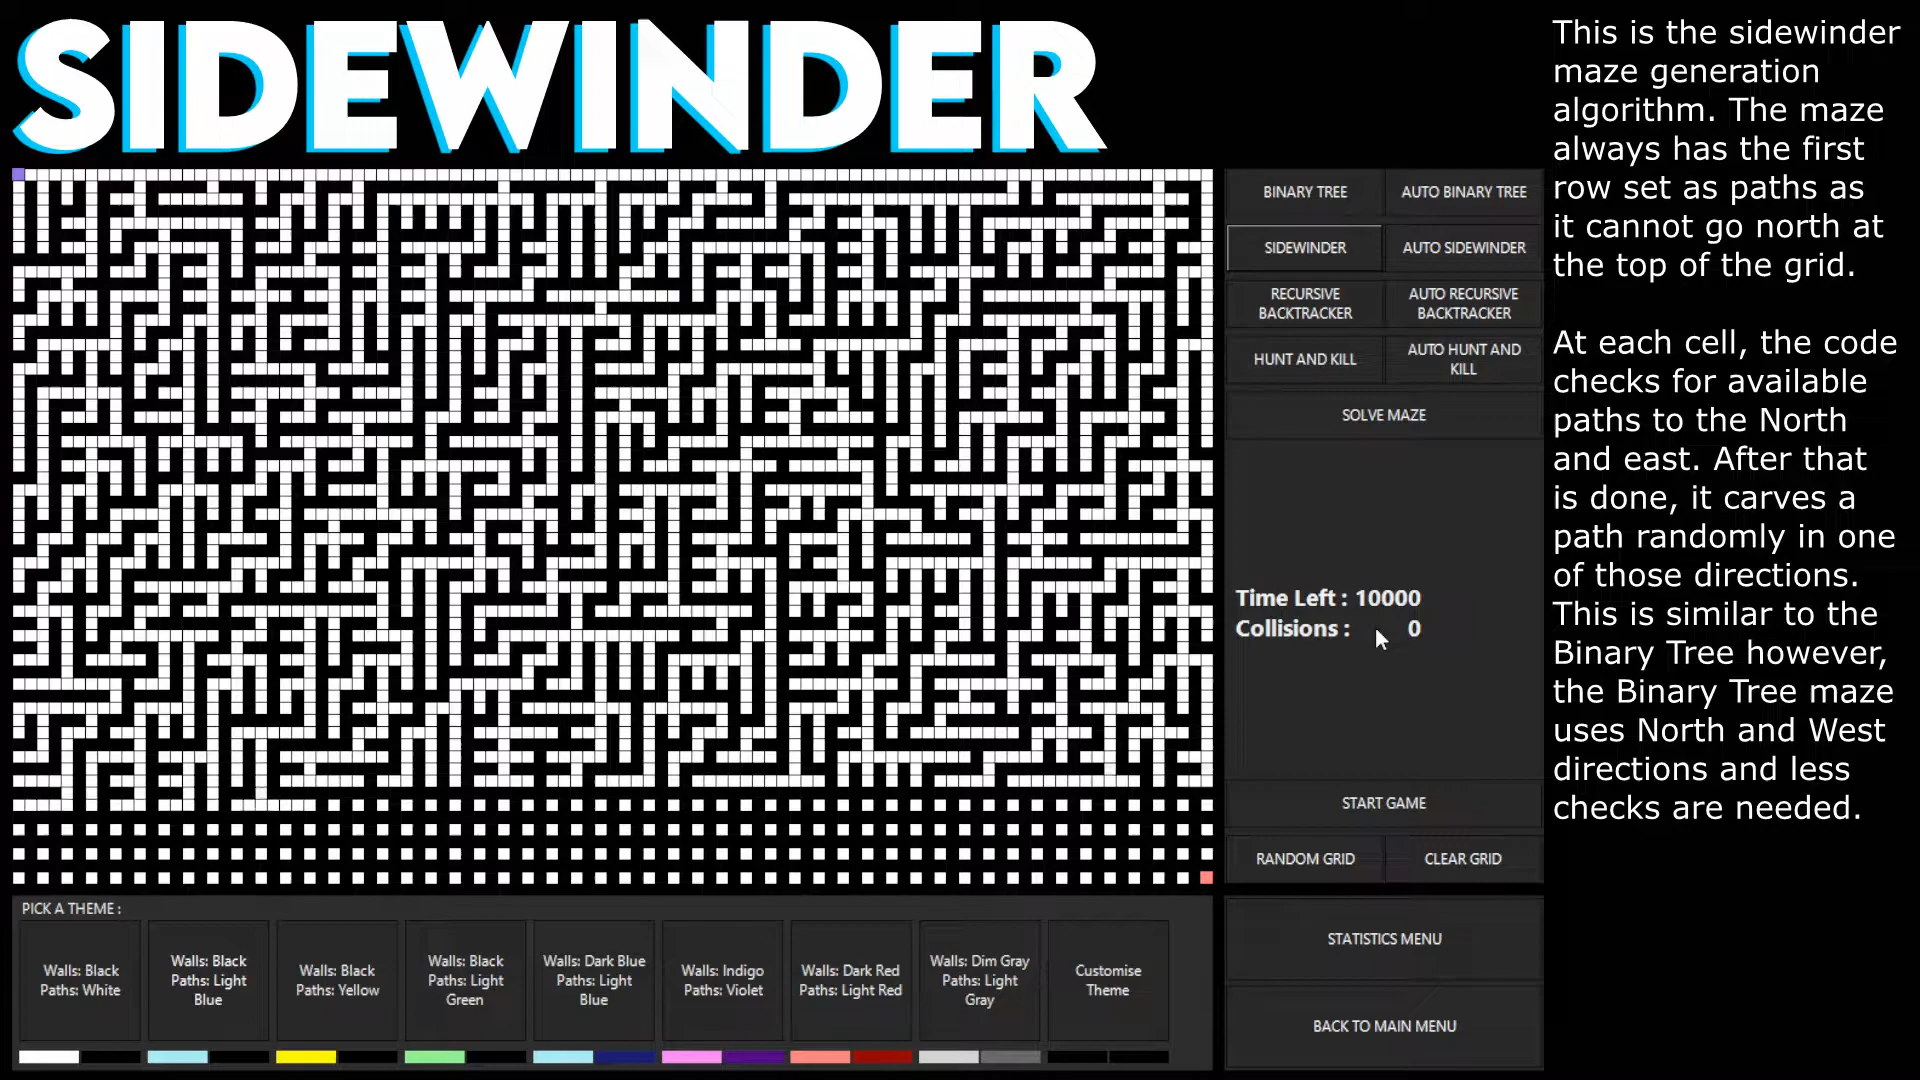 SIDEWINDER
This is the sidewinder
maze generation
algorithm. The maze
always has the first
row set as paths as
it cannot go north at
the top of the grid.
At each cell, the code
checks for available
paths to the North
and east. After that
is done, it carves a
path randomly in one
of those directions.
This is similar to the
Binary Tree however,
the Binary Tree maze
uses North and West
directions and less
checks are needed.
BINARY TREE
AUTO BINARY TREE
SIDEWINDER
AUTO SIDEWINDER
RECURSIVE
BACKTRACKER
AUTO RECURSIVE
BACKTRACKER
HUNT AND KILL
AUTO HUNT AND
KILL
SOLVE MAZE
Time Left : 10000
Collisions : 0
START GAME
RANDOM GRID
CLEAR GRID
STATISTICS MENU
BACK TO MAIN MENU
PICK A THEME :
Walls: Black
Paths: White
Walls: Black
Paths: Light
Blue
Walls: Black
Paths: Yellow
Walls: Black
Paths: Light
Green
Walls: Dark Blue
Paths: Light
Blue
Walls: Indigo
Paths: Violet
Walls: Dark Red
Paths: Light Red
Walls: Dim Gray
Paths: Light
Gray
Customise
Theme